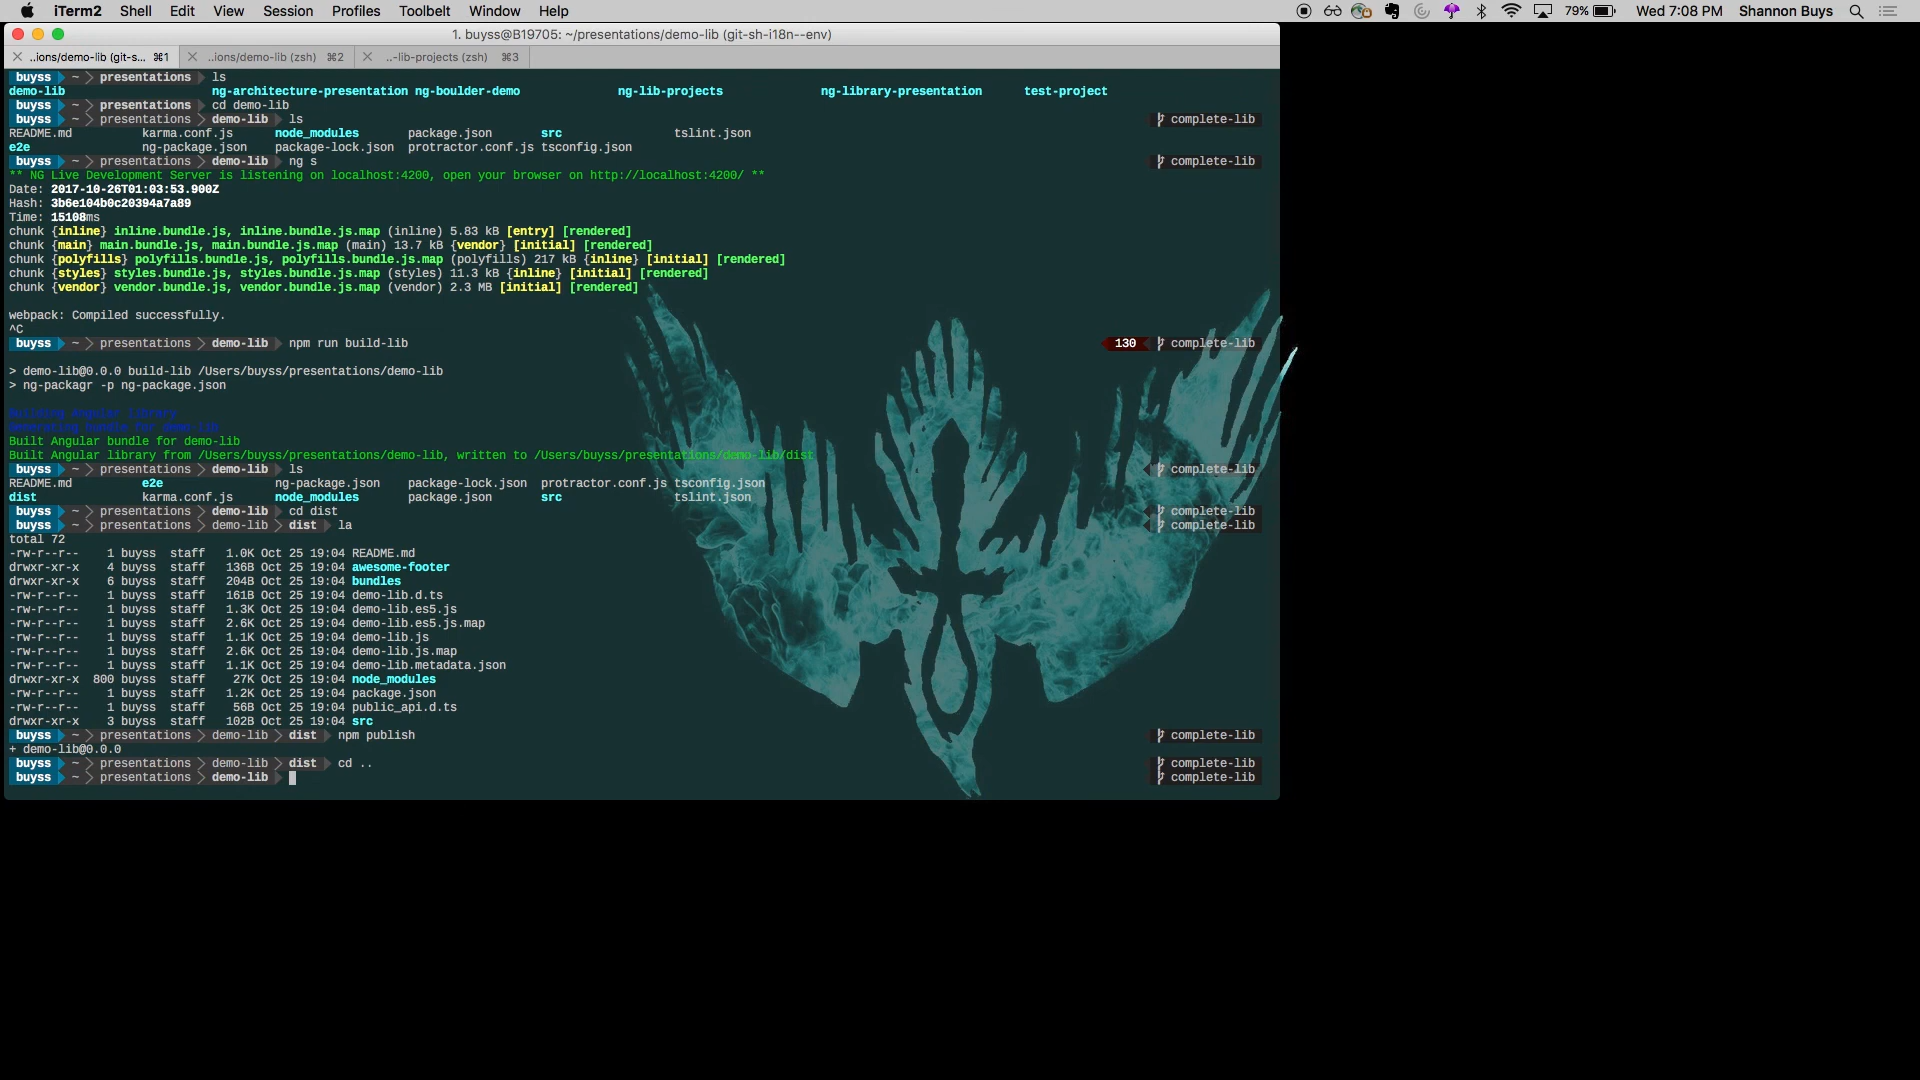 iTerm2 Shell Edit View Session Profiles Toolbelt Window Help 79% Wed 7:08 PM Shannon Buys
1. buyss@B19705: ~/presentations/demo-lib (git-sh-i18n--env)
..ions/demo-lib (git-s... ⌘1 ..ions/demo-lib (zsh) ⌘2 ..-lib-projects (zsh) ⌘3
buyss ~ presentations ls
demo-lib ng-architecture-presentation ng-boulder-demo ng-lib-projects ng-library-presentation test-project
buyss ~ presentations cd demo-lib
buyss ~ presentations demo-lib ls complete-lib
README.md karma.conf.js node_modules package.json src tslint.json
e2e ng-package.json package-lock.json protractor.conf.js tsconfig.json
buyss ~ presentations demo-lib ng s complete-lib
** NG Live Development Server is listening on localhost:4200, open your browser on http://localhost:4200/ **
Date: 2017-10-26T01:03:53.900Z
Hash: 3b6e104b0c20394a7a89
Time: 15108ms
chunk {inline} inline.bundle.js, inline.bundle.js.map (inline) 5.83 kB [entry] [rendered]
chunk {main} main.bundle.js, main.bundle.js.map (main) 13.7 kB {vendor} [initial] [rendered]
chunk {polyfills} polyfills.bundle.js, polyfills.bundle.js.map (polyfills) 217 kB {inline} [initial] [rendered]
chunk {styles} styles.bundle.js, styles.bundle.js.map (styles) 11.3 kB {inline} [initial] [rendered]
chunk {vendor} vendor.bundle.js, vendor.bundle.js.map (vendor) 2.3 MB [initial] [rendered]
webpack: Compiled successfully.
^C
buyss ~ presentations demo-lib npm run build-lib 130 complete-lib
> demo-lib@0.0.0 build-lib /Users/buyss/presentations/demo-lib
> ng-packagr -p ng-package.json
Building Angular library
Generating bundle for demo-lib
Built Angular bundle for demo-lib
Built Angular library from /Users/buyss/presentations/demo-lib, written to /Users/buyss/presentations/demo-lib/dist
buyss ~ presentations demo-lib ls complete-lib
README.md e2e ng-package.json package-lock.json protractor.conf.js tsconfig.json
dist karma.conf.js node_modules package.json src tslint.json
buyss ~ presentations demo-lib cd dist complete-lib
buyss ~ presentations demo-lib dist la complete-lib
total 72
-rw-r--r-- 1 buyss staff 1.0K Oct 25 19:04 README.md
drwxr-xr-x 4 buyss staff 136B Oct 25 19:04 awesome-footer
drwxr-xr-x 6 buyss staff 204B Oct 25 19:04 bundles
-rw-r--r-- 1 buyss staff 161B Oct 25 19:04 demo-lib.d.ts
-rw-r--r-- 1 buyss staff 1.3K Oct 25 19:04 demo-lib.es5.js
-rw-r--r-- 1 buyss staff 2.6K Oct 25 19:04 demo-lib.es5.js.map
-rw-r--r-- 1 buyss staff 1.1K Oct 25 19:04 demo-lib.js
-rw-r--r-- 1 buyss staff 2.6K Oct 25 19:04 demo-lib.js.map
-rw-r--r-- 1 buyss staff 1.1K Oct 25 19:04 demo-lib.metadata.json
drwxr-xr-x 800 buyss staff 27K Oct 25 19:04 node_modules
-rw-r--r-- 1 buyss staff 1.2K Oct 25 19:04 package.json
-rw-r--r-- 1 buyss staff 56B Oct 25 19:04 public_api.d.ts
drwxr-xr-x 3 buyss staff 102B Oct 25 19:04 src
buyss ~ presentations demo-lib dist npm publish complete-lib
+ demo-lib@0.0.0
buyss ~ presentations demo-lib dist cd .. complete-lib
buyss ~ presentations demo-lib complete-lib